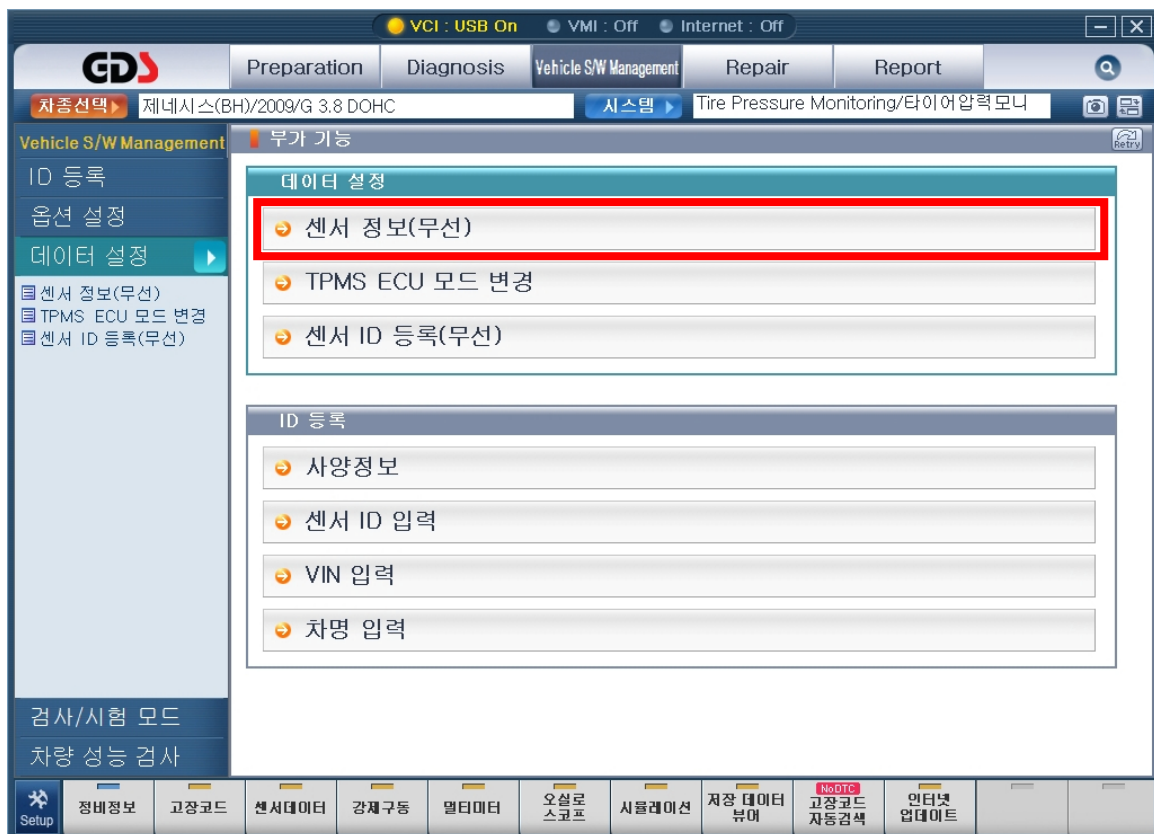 VCI : USB On VMI : Off Internet : Off
GDS Preparation Diagnosis Vehicle S/W Management Repair Report
차종선택 제네시스(BH)/2009/G 3.8 DOHC 시스템 Tire Pressure Monitoring/타이어압력모니
Vehicle S/W Management
ID 등록
옵션 설정
데이터 설정
센서 정보(무선)
TPMS ECU 모드 변경
센서 ID 등록(무선)
검사/시험 모드
차량 성능 검사
부가 기능
Retry
데이터 설정
센서 정보(무선)
TPMS ECU 모드 변경
센서 ID 등록(무선)
ID 등록
사양정보
센서 ID 입력
VIN 입력
차명 입력
Setup
정비정보
고장코드
센서데이터
강제구동
멀티미터
오실로
스코프
시뮬레이션
저장 데이터
뷰어
NoDTC
고장코드
자동검색
인터넷
업데이트